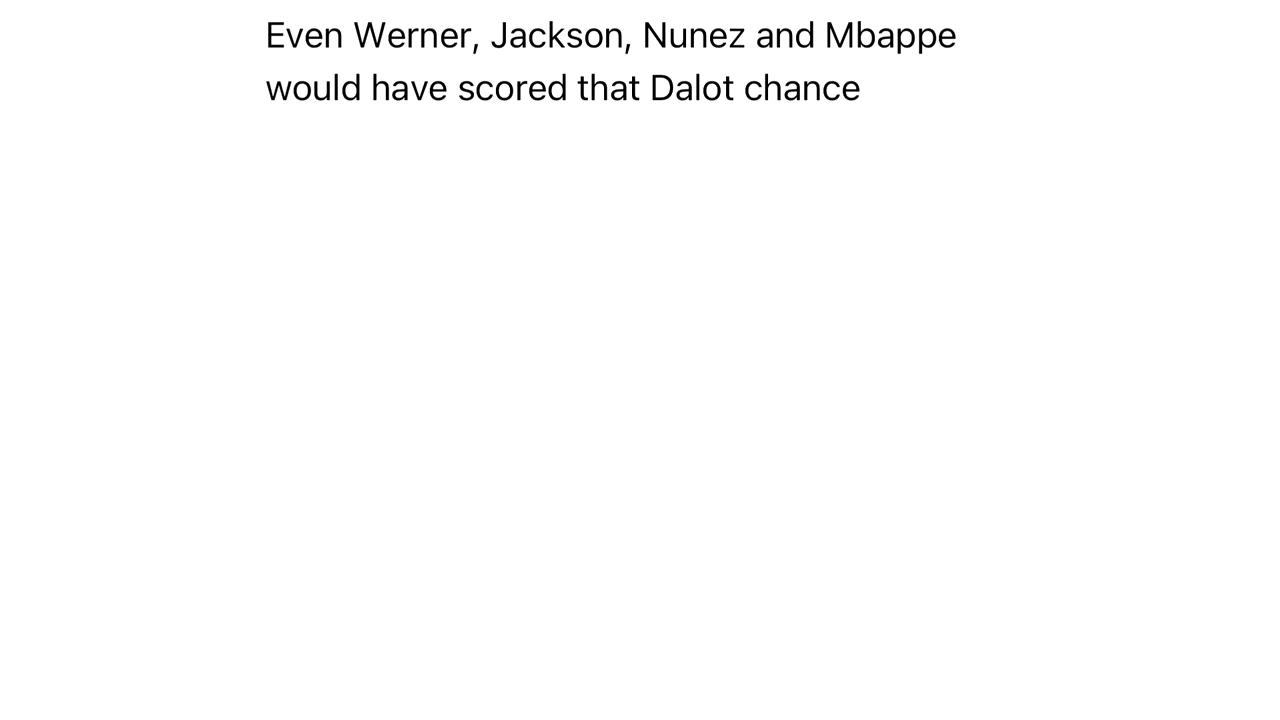 Even Werner, Jackson, Nunez and Mbappe
would have scored that Dalot chance